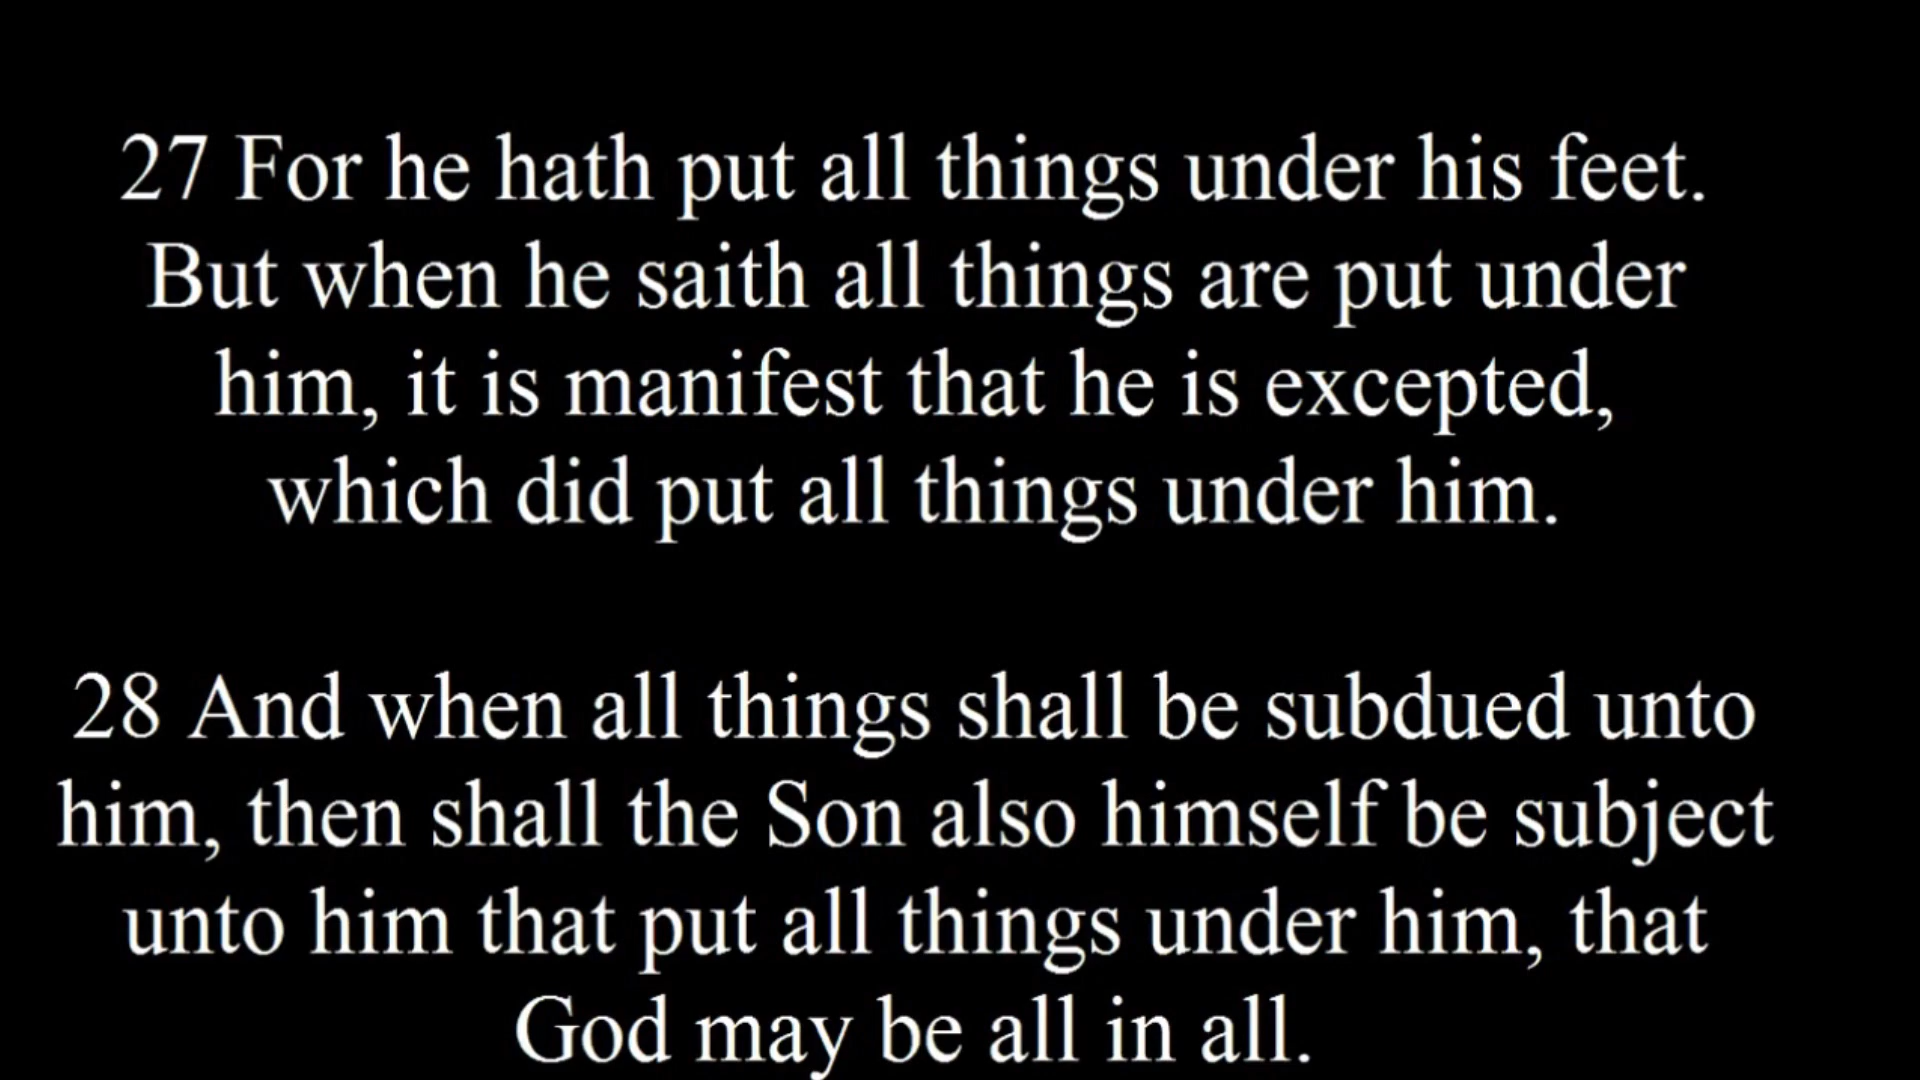 27 For he hath put all things under his feet.
But when he saith all things are put under
him, it is manifest that he is excepted,
which did put all things under him.
28 And when all things shall be subdued unto
him, then shall the Son also himself be subject
unto him that put all things under him, that
God may be all in all.